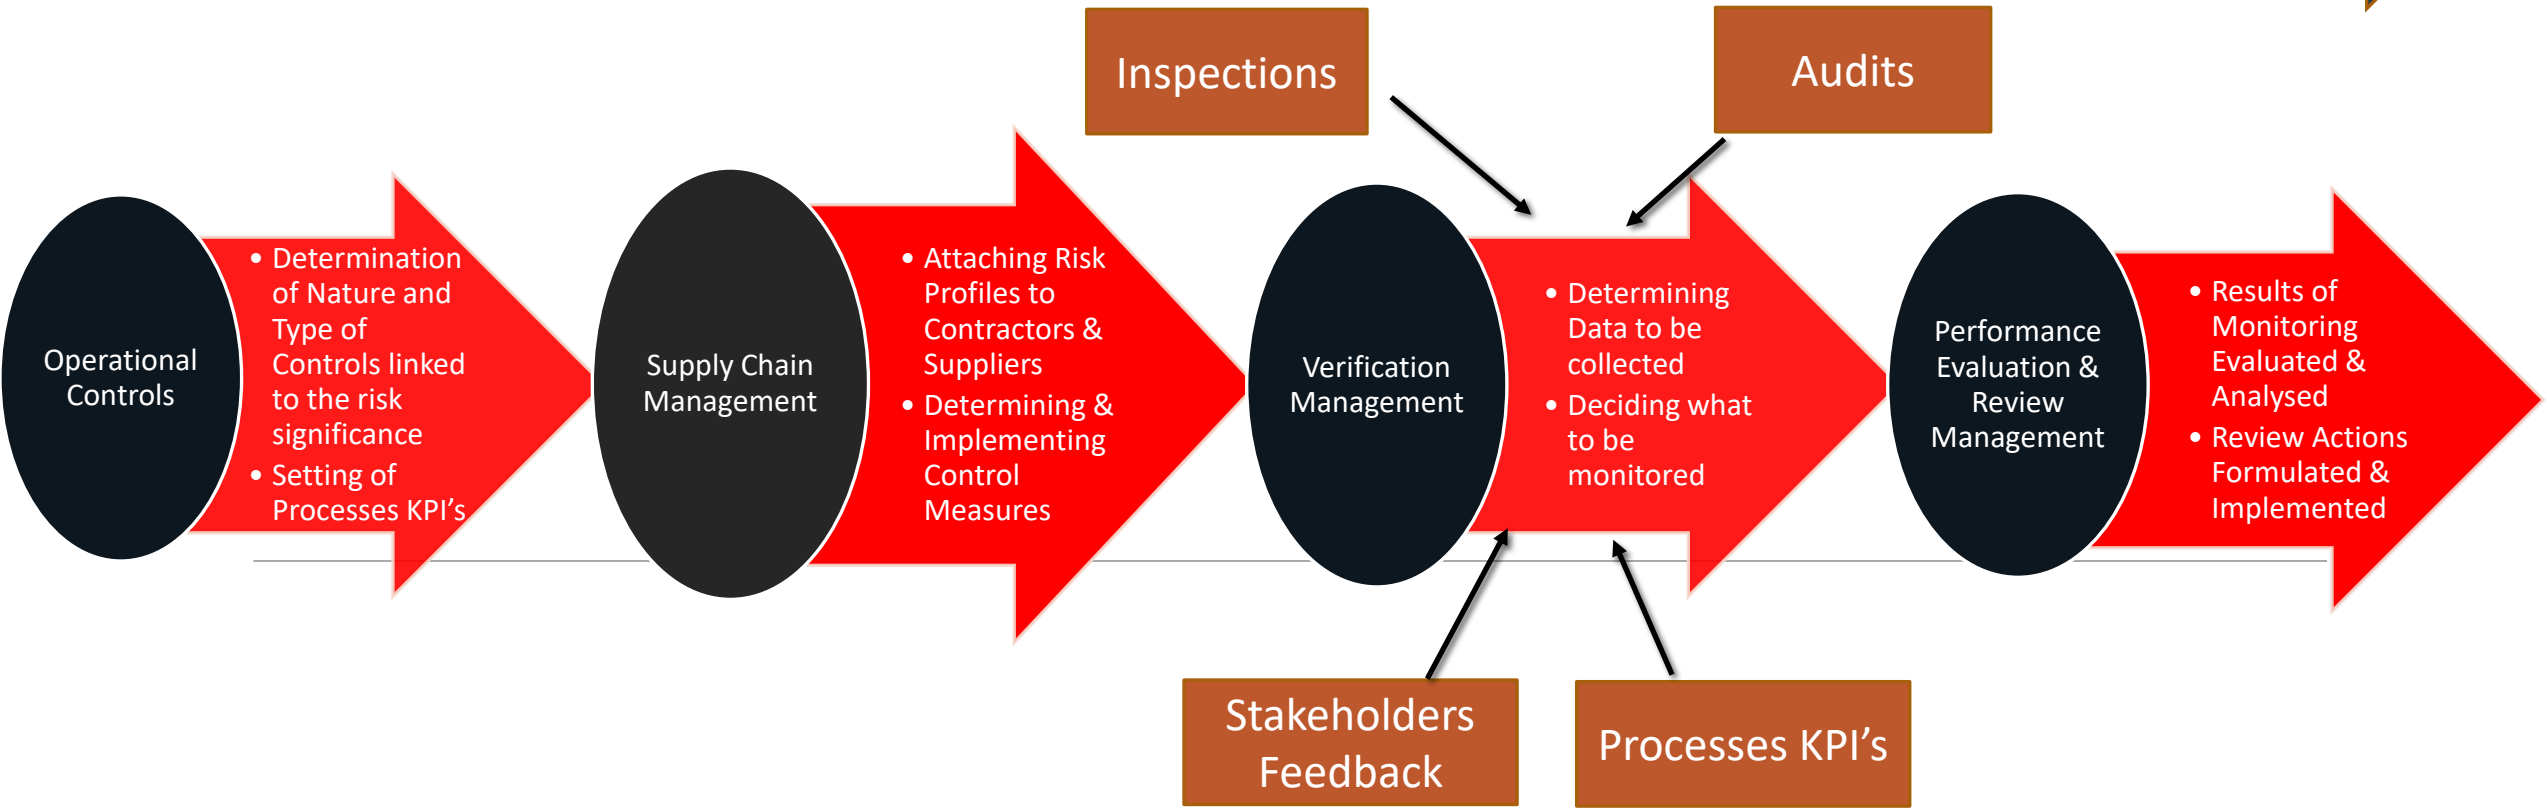 Inspections
Audits
Operational
Controls
• Determination
of Nature and
Type of
Controls linked
to the risk
significance
• Setting of
Processes KPI’s
Supply Chain
Management
• Attaching Risk
Profiles to
Contractors &
Suppliers
• Determining &
Implementing
Control
Measures
Verification
Management
• Determining
Data to be
collected
• Deciding what
to be
monitored
Performance
Evaluation &
Review
Management
• Results of
Monitoring
Evaluated &
Analysed
• Review Actions
Formulated &
Implemented
Stakeholders
Feedback
Processes KPI’s